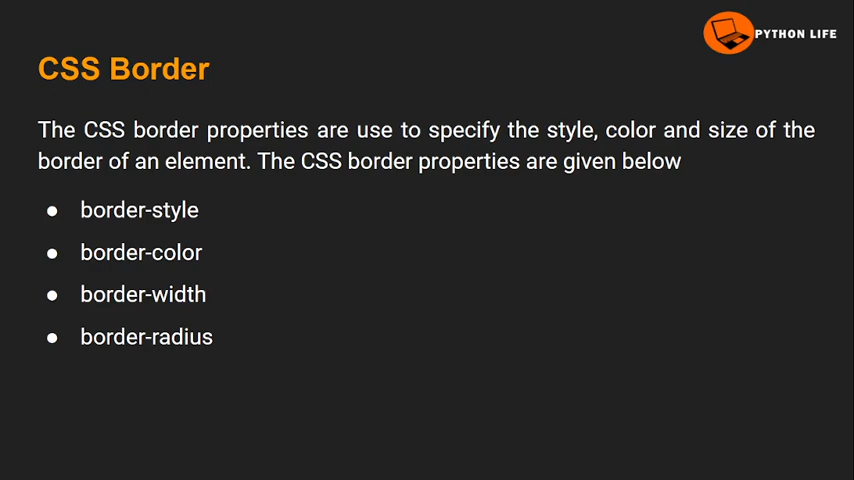 PYTHON LIFE
CSS Border
The CSS border properties are use to specify the style, color and size of the
border of an element. The CSS border properties are given below
● border-style
● border-color
● border-width
● border-radius